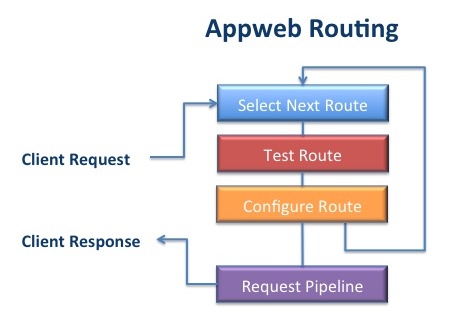 Appweb Routing
Select Next Route
Client Request
Test Route
Configure Route
Client Response
Request Pipeline